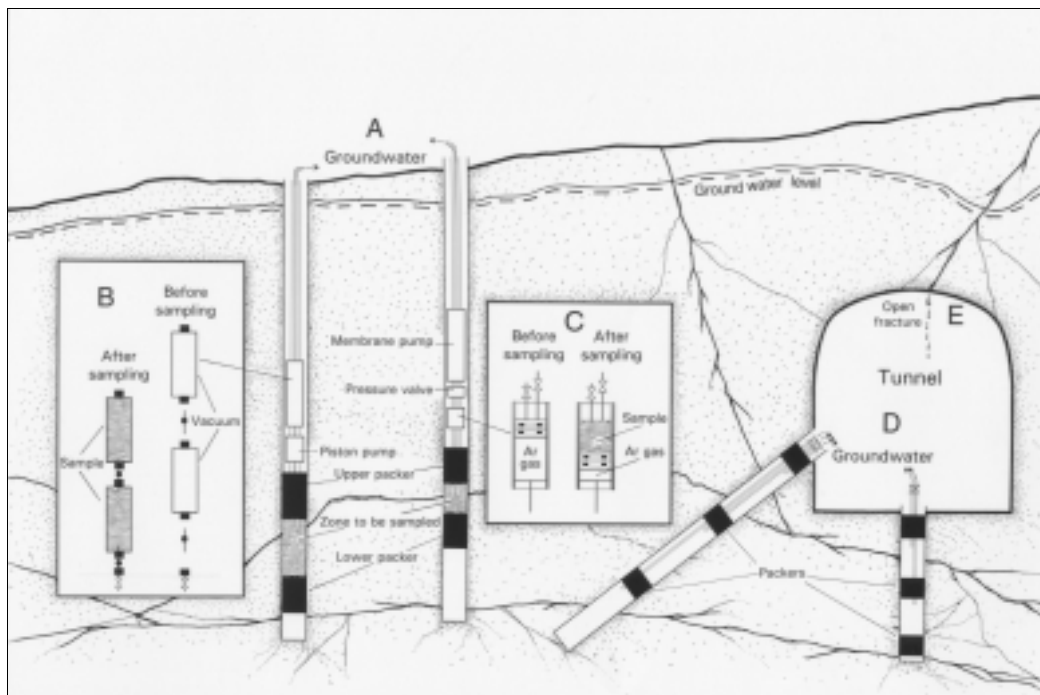 A
Groundwater
Ground water level
B
Before
sampling
After
sampling
Vacuum
Sample
Membrane pump
Pressure valve
Piston pump
Upper packer
Zone to be sampled
Lower packer
C
Before
sampling
After
sampling
Sample
Ar
gas
Ar gas
Open
fracture
E
Tunnel
D
Groundwater
Packers